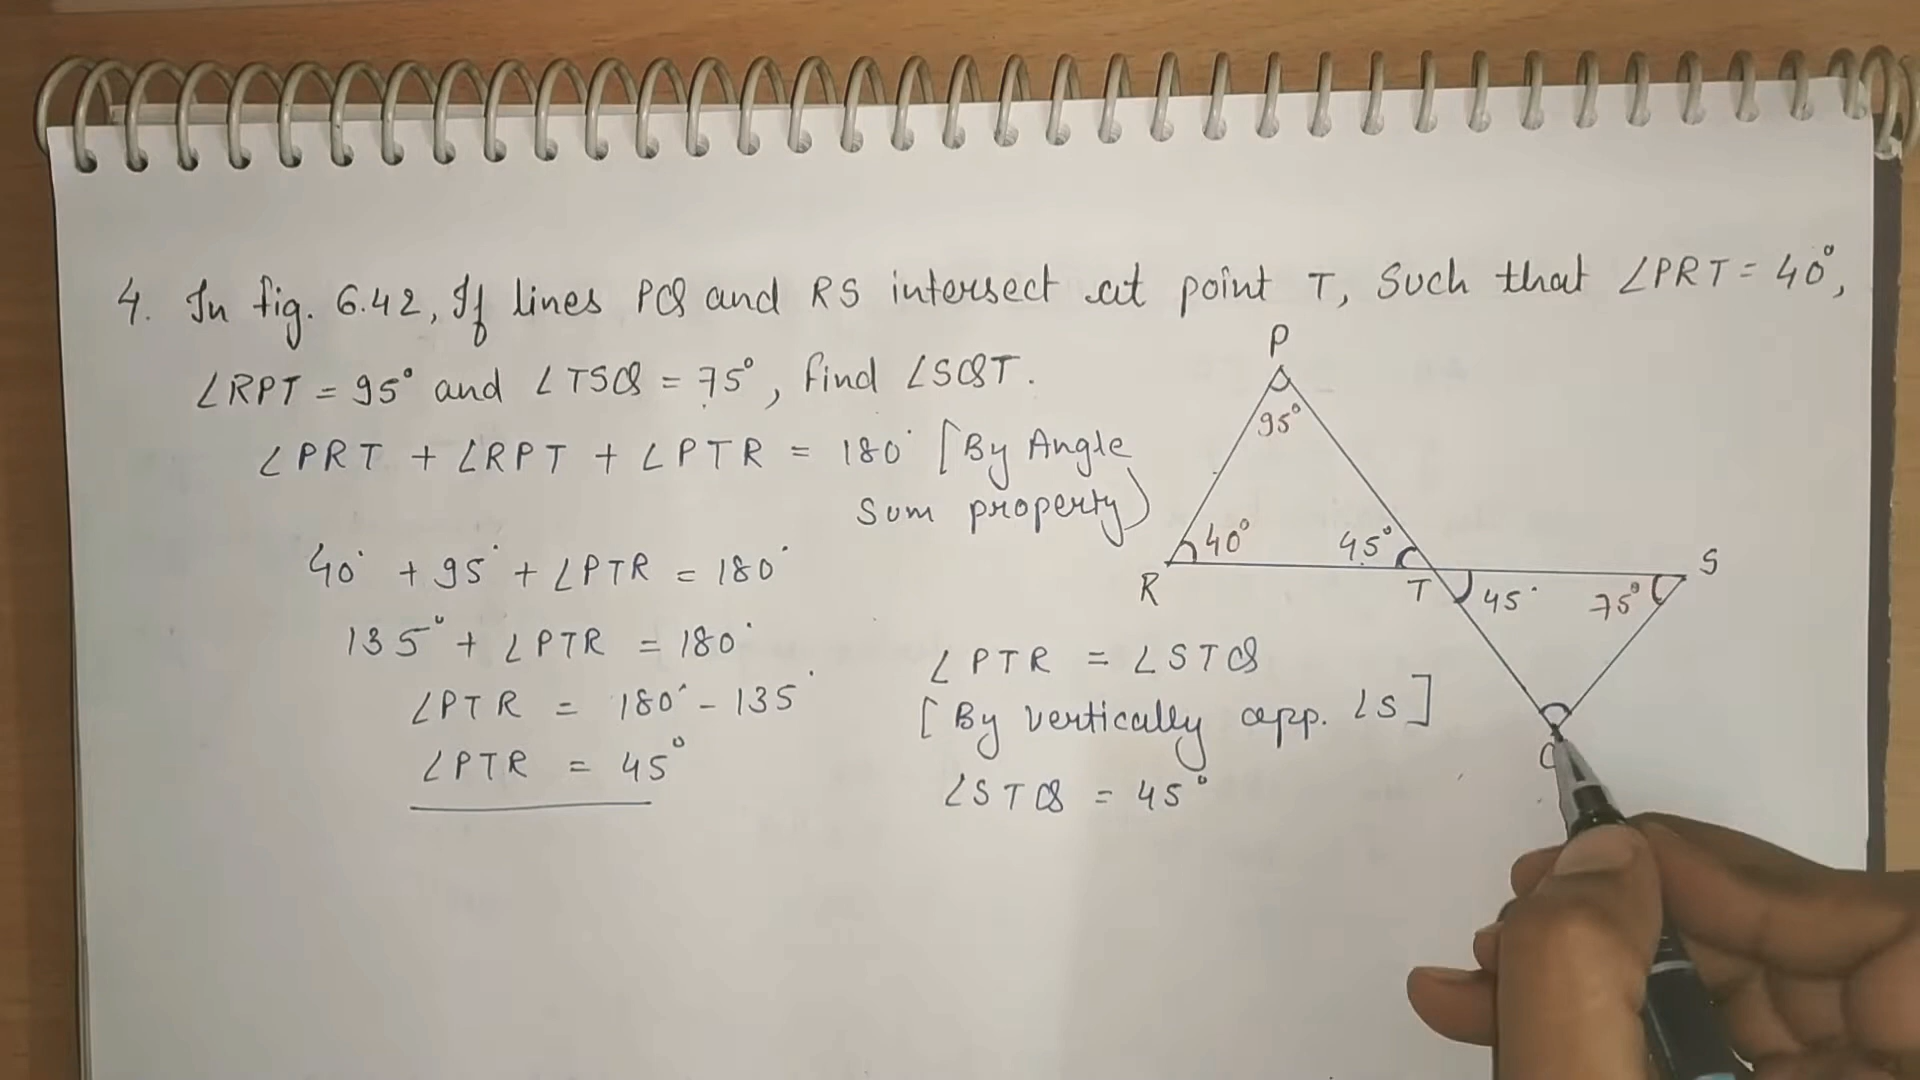 4. In fig. 6.42, If lines PQ and RS intersect at point T, Such that ∠PRT = 40°,
∠RPT = 95° and ∠TSQ = 75°, find ∠SQT.
∠PRT + ∠RPT + ∠PTR = 180° [By Angle
sum property)
40° + 95° + ∠PTR = 180°
135° + ∠PTR = 180°
∠PTR = 180° - 135°
∠PTR = 45°
∠PTR = ∠STQ
[By vertically opp. ∠s]
∠STQ = 45°
P
95°
40°
45°
R
T
45°
75°
S